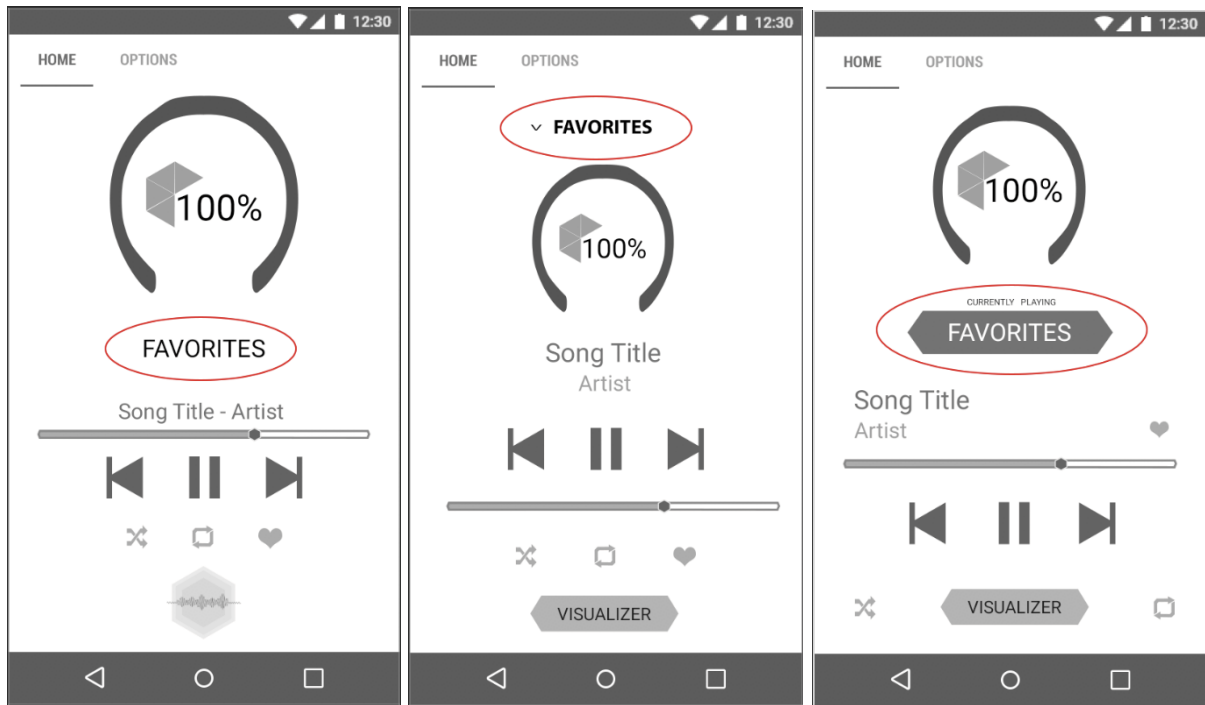 12:30
HOME OPTIONS
100%
FAVORITES
Song Title - Artist
12:30
HOME OPTIONS
FAVORITES
100%
Song Title
Artist
VISUALIZER
12:30
HOME OPTIONS
100%
CURRENTLY PLAYING
FAVORITES
Song Title
Artist
VISUALIZER